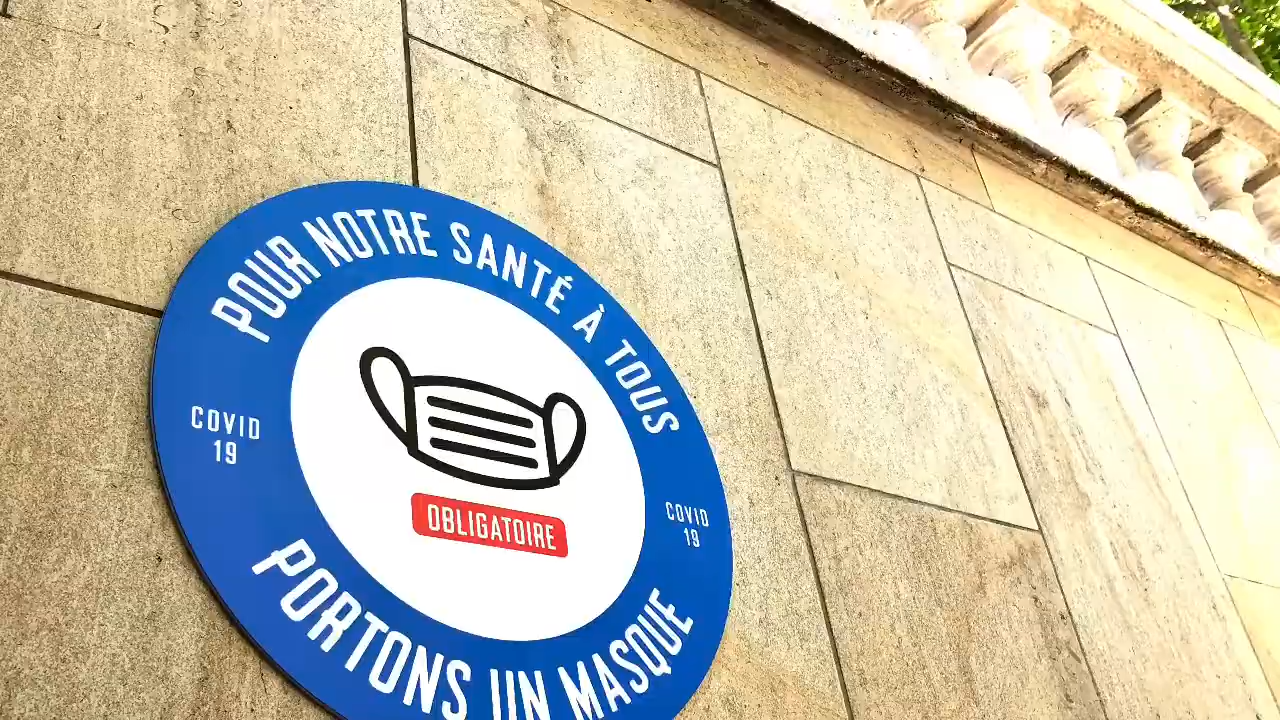 POUR NOTRE SANTÉ À TOUS
COVID
19
OBLIGATOIRE
COVID
19
PORTONS UN MASQUE